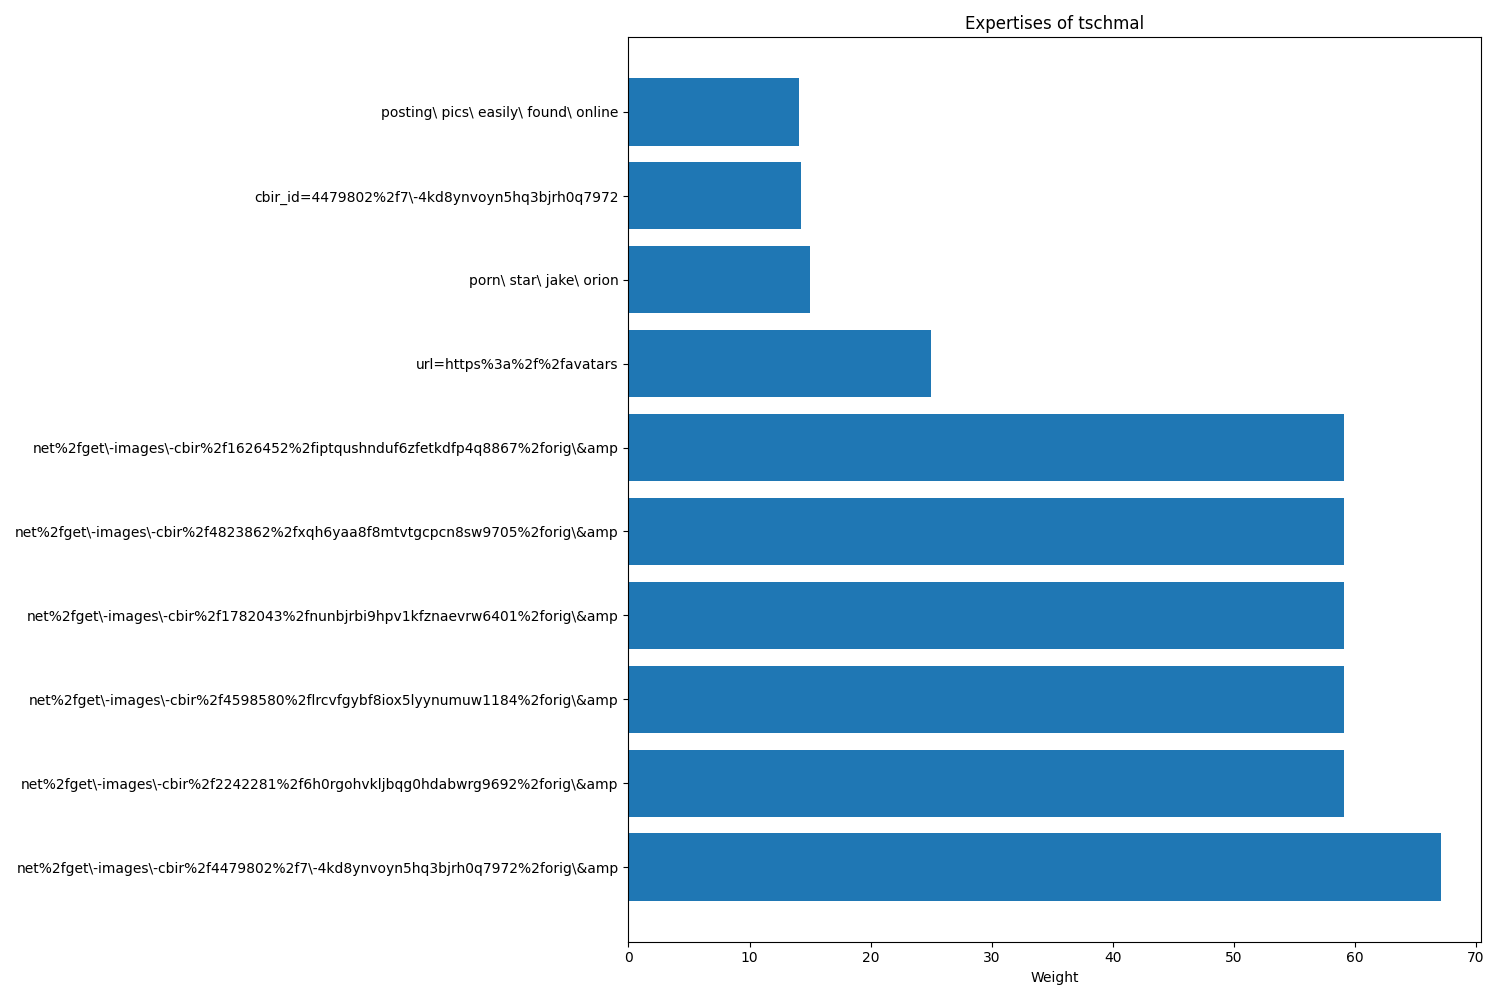 Expertises of tschmal
posting\ pics\ easily\ found\ online
cbir_id=4479802%2f7\-4kd8ynvoyn5hq3bjrh0q7972
porn\ star\ jake\ orion
url=https%3a%2f%2favatars
net%2fget\-images\-cbir%2f1626452%2fiptqushnduf6zfetkdfp4q8867%2forig\&amp
net%2fget\-images\-cbir%2f4823862%2fxqh6yaa8f8mtvtgcpcn8sw9705%2forig\&amp
net%2fget\-images\-cbir%2f1782043%2fnunbjrbi9hpv1kfznaevrw6401%2forig\&amp
net%2fget\-images\-cbir%2f4598580%2flrcvfgybf8iox5lyynumuw1184%2forig\&amp
net%2fget\-images\-cbir%2f2242281%2f6h0rgohvkljbqg0hdabwrg9692%2forig\&amp
net%2fget\-images\-cbir%2f4479802%2f7\-4kd8ynvoyn5hq3bjrh0q7972%2forig\&amp
0 10 20 30 40 50 60 70
Weight